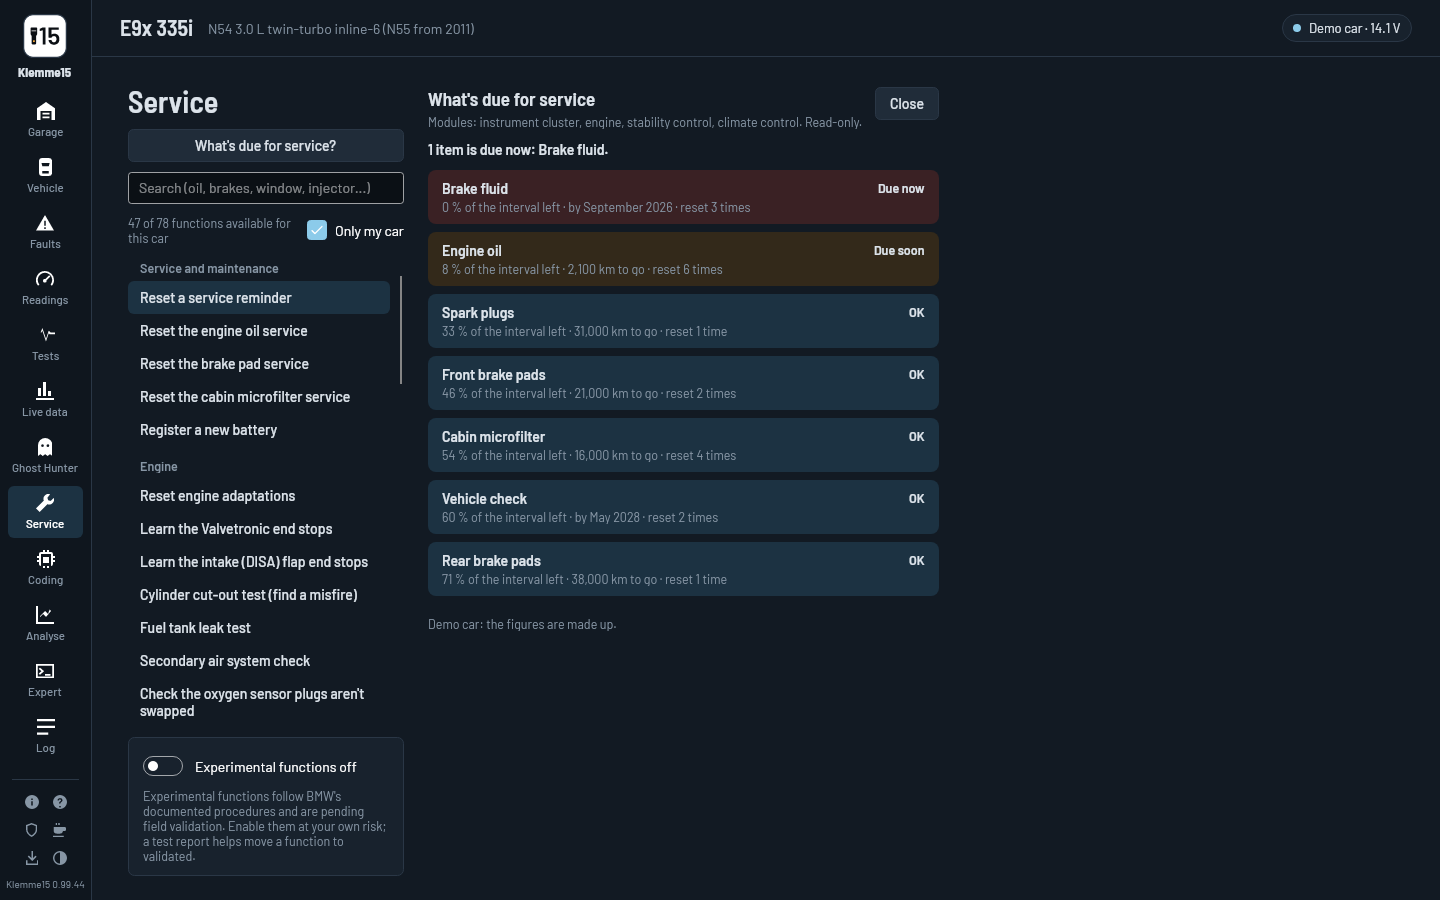 15
Klemme15
Garage
Vehicle
Faults
Readings
Tests
Live data
Ghost Hunter
Service
Coding
Analyse
Expert
Log
Klemme15 0.99.44
E9x 335i
N54 3.0 L twin-turbo inline-6 (N55 from 2011)
Demo car · 14.1 V
Service
What's due for service?
Search (oil, brakes, window, injector...)
47 of 78 functions available for
this car
Only my car
Service and maintenance
Reset a service reminder
Reset the engine oil service
Reset the brake pad service
Reset the cabin microfilter service
Register a new battery
Engine
Reset engine adaptations
Learn the Valvetronic end stops
Learn the intake (DISA) flap end stops
Cylinder cut-out test (find a misfire)
Fuel tank leak test
Secondary air system check
Check the oxygen sensor plugs aren't
swapped
Experimental functions off
Experimental functions follow BMW's
documented procedures and are pending
field validation. Enable them at your own risk;
a test report helps move a function to
validated.
What's due for service
Close
Modules: instrument cluster, engine, stability control, climate control. Read-only.
1 item is due now: Brake fluid.
Brake fluid
Due now
0 % of the interval left · by September 2026 · reset 3 times
Engine oil
Due soon
8 % of the interval left · 2,100 km to go · reset 6 times
Spark plugs
OK
33 % of the interval left · 31,000 km to go · reset 1 time
Front brake pads
OK
46 % of the interval left · 21,000 km to go · reset 2 times
Cabin microfilter
OK
54 % of the interval left · 16,000 km to go · reset 4 times
Vehicle check
OK
60 % of the interval left · by May 2028 · reset 2 times
Rear brake pads
OK
71 % of the interval left · 38,000 km to go · reset 1 time
Demo car: the figures are made up.